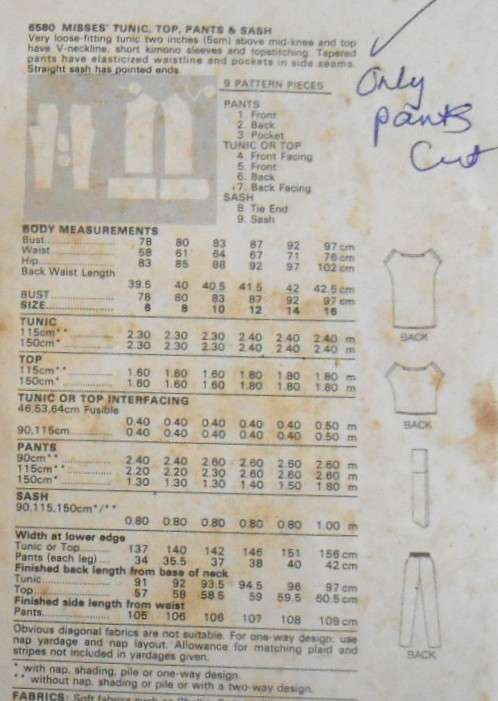 6580 MISSES' TUNIC, TOP, PANTS & SASH
Very loose-fitting tunic two inches (5cm) above mid-knee and top
have V-neckline, short kimono sleeves and topstitching. Tapered
pants have elasticized waistline and pockets in side seams.
Straight sash has pointed ends.
Only
pants
Cut
9 PATTERN PIECES
PANTS
1. Front
2. Back
3. Pocket
TUNIC OR TOP
4. Front Facing
5. Front
6. Back
7. Back Facing
SASH
8. Tie End
9. Sash
BODY MEASUREMENTS
Bust 78 80 83 87 92 97 cm
Waist 58 61 64 67 71 76 cm
Hip 83 85 88 92 97 102 cm
Back Waist Length
39.5 40 40.5 41.5 42 42.5 cm
BUST 78 80 83 87 92 97 cm
SIZE 6 8 10 12 14 16
TUNIC
115cm** 2.30 2.30 2.30 2.40 2.40 2.40 m
150cm* 2.30 2.30 2.30 2.40 2.40 2.40 m
TOP
115cm** 1.60 1.60 1.60 1.80 1.80 1.80 m
150cm* 1.60 1.60 1.60 1.80 1.80 1.80 m
TUNIC OR TOP INTERFACING
46,53,64cm Fusible
0.40 0.40 0.40 0.40 0.40 0.50 m
90,115cm 0.40 0.40 0.40 0.40 0.40 0.50 m
PANTS
90cm** 2.40 2.40 2.60 2.60 2.60 2.60 m
115cm** 2.20 2.20 2.30 2.60 2.60 2.60 m
150cm* 1.30 1.30 1.30 1.40 1.50 1.80 m
SASH
90,115,150cm*/**
0.80 0.80 0.80 0.80 0.80 1.00 m
Width at lower edge
Tunic or Top 137 140 142 146 151 156 cm
Pants (each leg) 34 35.5 37 38 40 42 cm
Finished back length from base of neck
Tunic 91 92 93.5 94.5 96 97 cm
Top 57 58 58.5 59 59.5 60.5 cm
Finished side length from waist
Pants 105 106 106 107 108 109 cm
Obvious diagonal fabrics are not suitable. For one-way design: use
nap yardage and nap layout. Allowance for matching plaid and
stripes not included in yardages given.
* with nap, shading, pile or one-way design.
** without nap, shading or pile or with a two-way design.
FABRICS: Soft fabrics such as
BACK
BACK
BACK